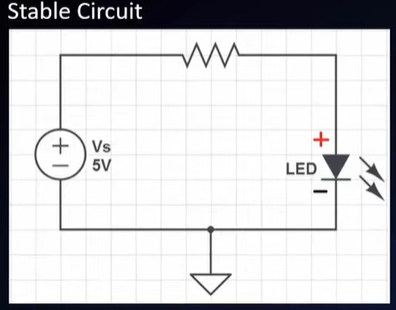 Stable Circuit
+
Vs
5V
−
+
LED
−